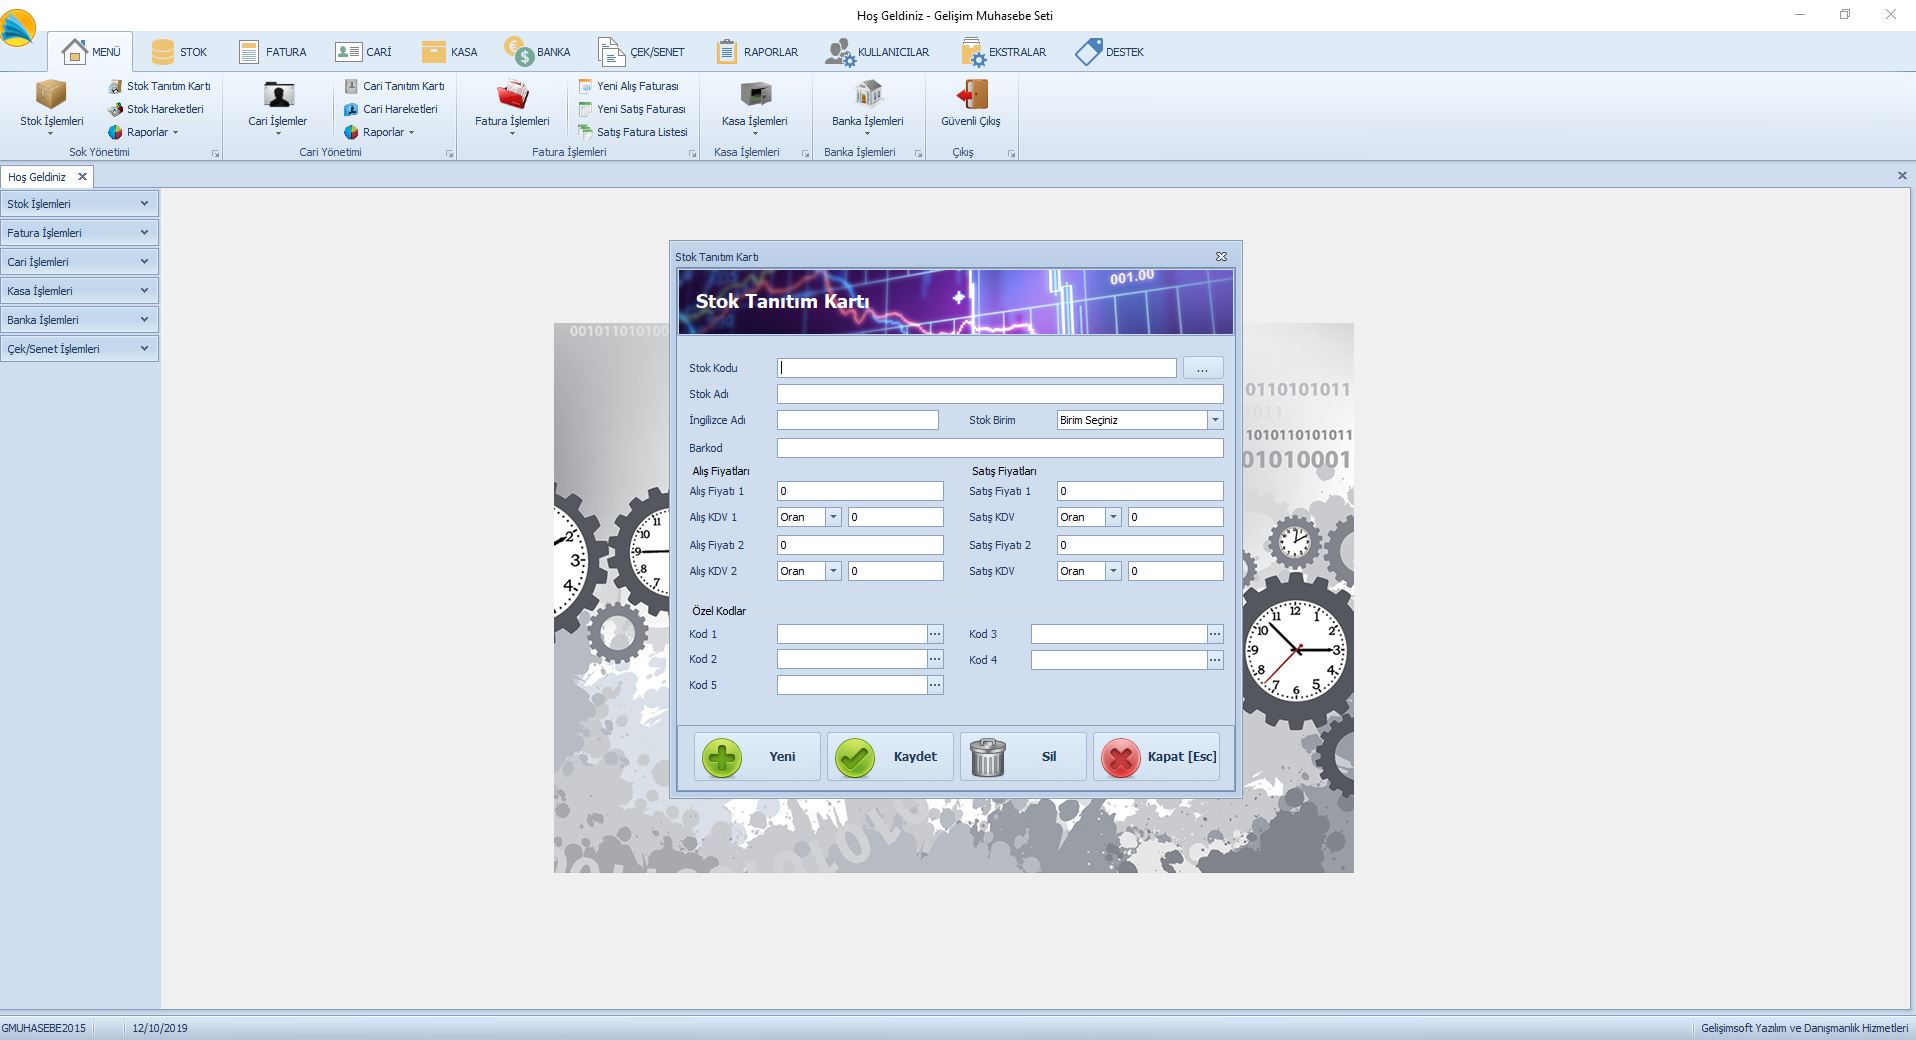 Hoş Geldiniz - Gelişim Muhasebe Seti
MENÜ STOK FATURA CARİ KASA BANKA ÇEK/SENET RAPORLAR KULLANICILAR EKSTRALAR DESTEK
Stok İşlemleri
Stok Tanıtım Kartı
Stok Hareketleri
Raporlar
Sok Yönetimi
Cari İşlemler
Cari Tanıtım Kartı
Cari Hareketleri
Raporlar
Cari Yönetimi
Fatura İşlemleri
Yeni Alış Faturası
Yeni Satış Faturası
Satış Fatura Listesi
Fatura İşlemleri
Kasa İşlemleri
Kasa İşlemleri
Banka İşlemleri
Banka İşlemleri
Güvenli Çıkış
Çıkış
Hoş Geldiniz
Stok İşlemleri
Fatura İşlemleri
Cari İşlemleri
Kasa İşlemleri
Banka İşlemleri
Çek/Senet İşlemleri
Stok Tanıtım Kartı
Stok Tanıtım Kartı
001.00
Stok Kodu ...
Stok Adı
İngilizce Adı Stok Birim Birim Seçiniz
Barkod
Alış Fiyatları Satış Fiyatları
Alış Fiyatı 1 0 Satış Fiyatı 1 0
Alış KDV 1 Oran 0 Satış KDV Oran 0
Alış Fiyatı 2 0 Satış Fiyatı 2 0
Alış KDV 2 Oran 0 Satış KDV Oran 0
Özel Kodlar
Kod 1 ... Kod 3 ...
Kod 2 ... Kod 4 ...
Kod 5 ...
Yeni Kaydet Sil Kapat [Esc]
001011010100
0110101011
1010110101011
01010001
GMUHASEBE2015 12/10/2019 Gelişimsoft Yazılım ve Danışmanlık Hizmetleri